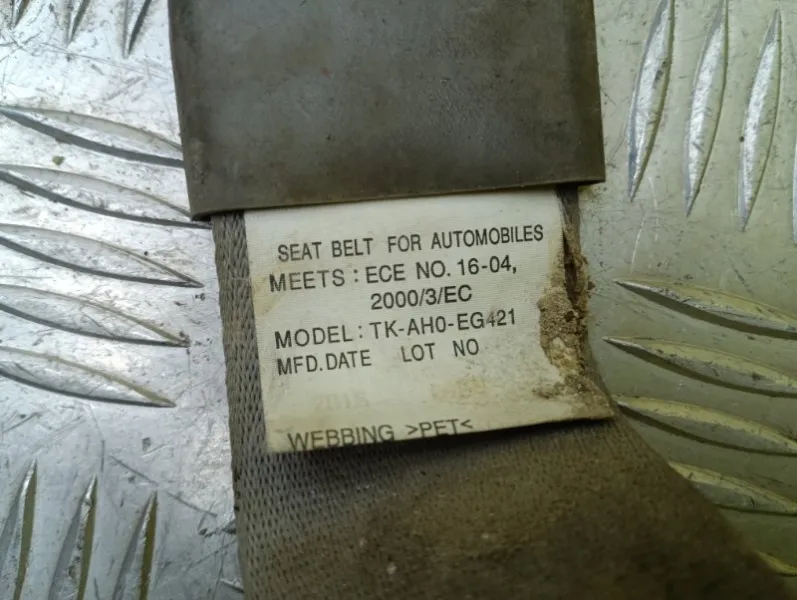 SEAT BELT FOR AUTOMOBILES
MEETS : ECE NO. 16-04,
2000/3/EC
MODEL : TK-AH0-EG421
MFD.DATE LOT NO
WEBBING >PET<